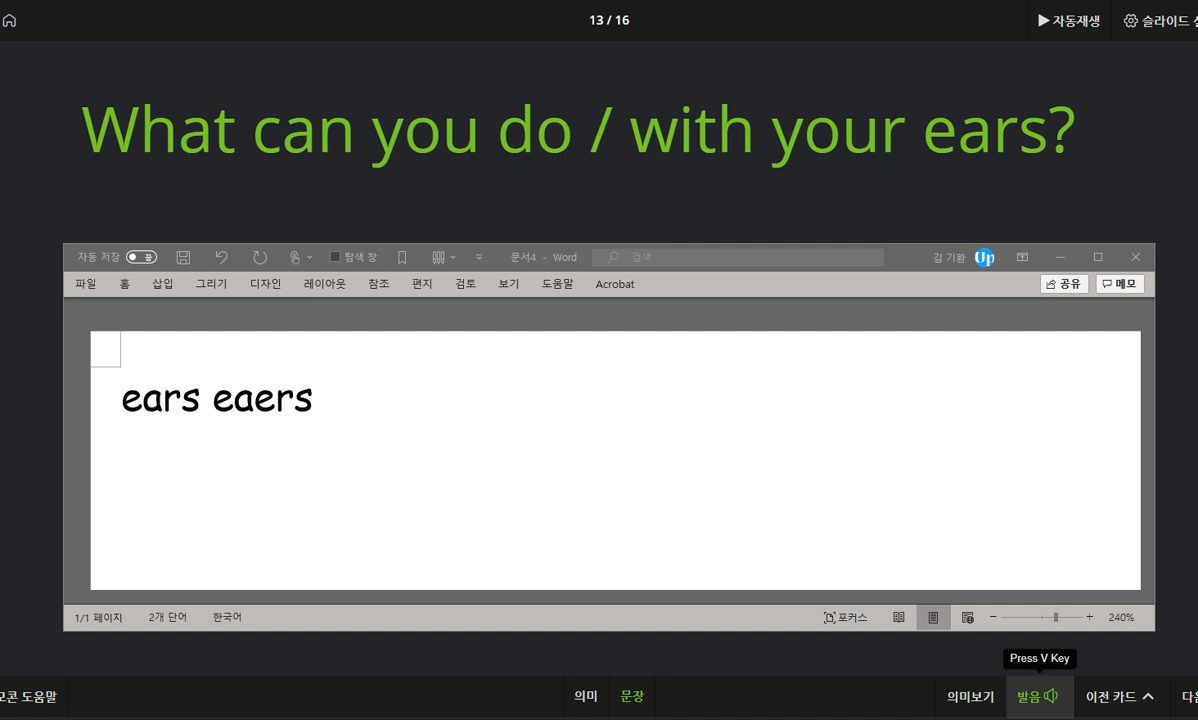 13 / 16
자동재생
슬라이드
What can you do / with your ears?
자동 저장 끔
탐색 창
문서4 - Word
검색
김 기환
Up
파일 홈 삽입 그리기 디자인 레이아웃 참조 편지 검토 보기 도움말 Acrobat
공유 메모
ears eaers
1/1 페이지 2개 단어 한국어
포커스
- + 240%
Press V Key
도움말
의미 문장
의미보기 발음 이전 카드